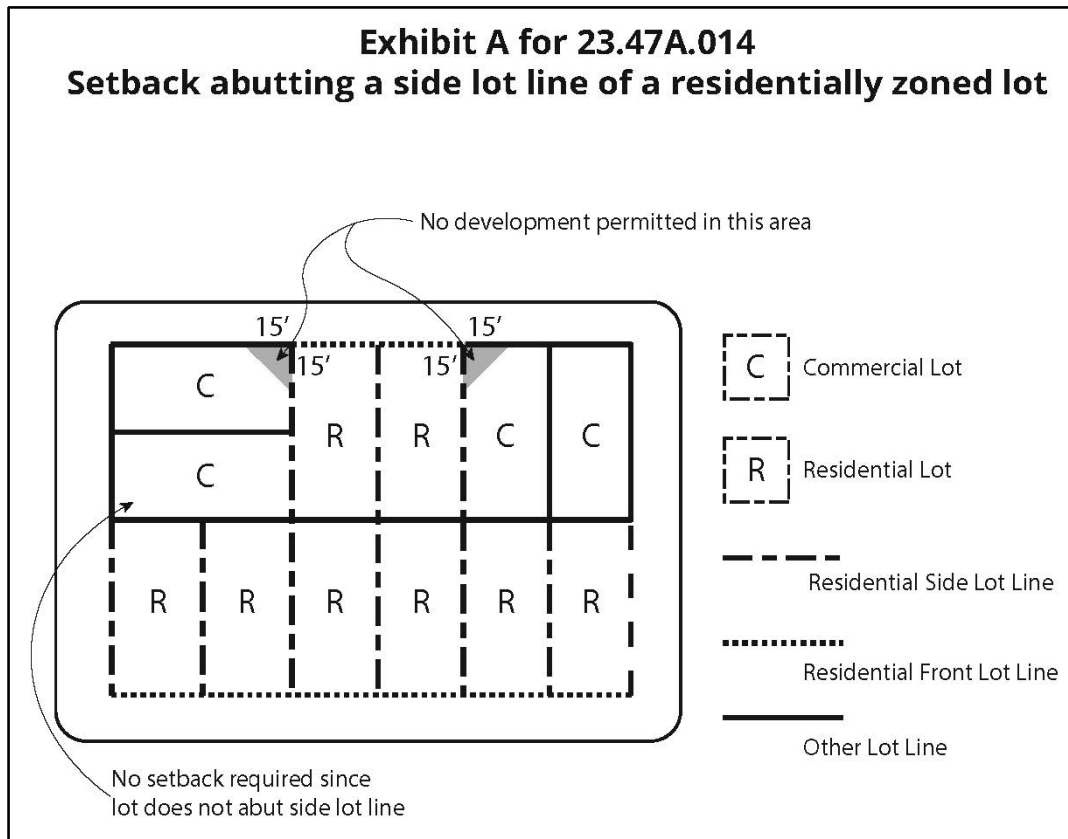 Exhibit A for 23.47A.014
Setback abutting a side lot line of a residentially zoned lot
No development permitted in this area
15' 15'
15' 15'
C
R R C C
C
R R R R R R
No setback required since
lot does not abut side lot line
C Commercial Lot
R Residential Lot
Residential Side Lot Line
Residential Front Lot Line
Other Lot Line